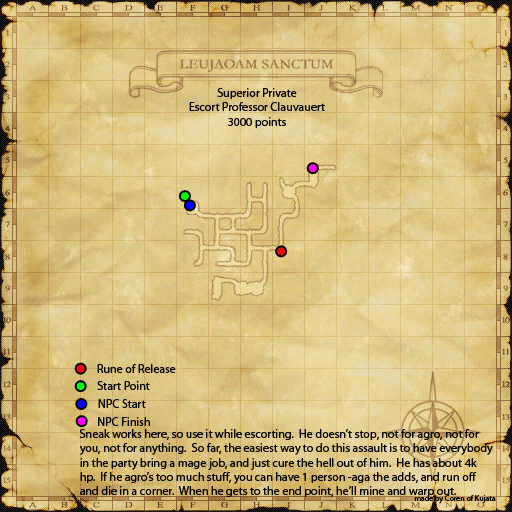 A B C D E F G H I J K L M N O
LEUJAOAM SANCTUM
Superior Private
Escort Professor Clauvauert
3000 points
1
2
3
4
5
6
7
8
9
10
11
12
13
14
15
Rune of Release
Start Point
NPC Start
NPC Finish
Sneak works here, so use it while escorting. He doesn't stop, not for agro, not for
you, not for anything. So far, the easiest way to do this assault is to have everybody
in the party bring a mage job, and just cure the hell out of him. He has about 4k
hp. If he agro's too much stuff, you can have 1 person -aga the adds, and run off
and die in a corner. When he gets to the end point, he'll mine and warp out.
made by Coren of Kujata